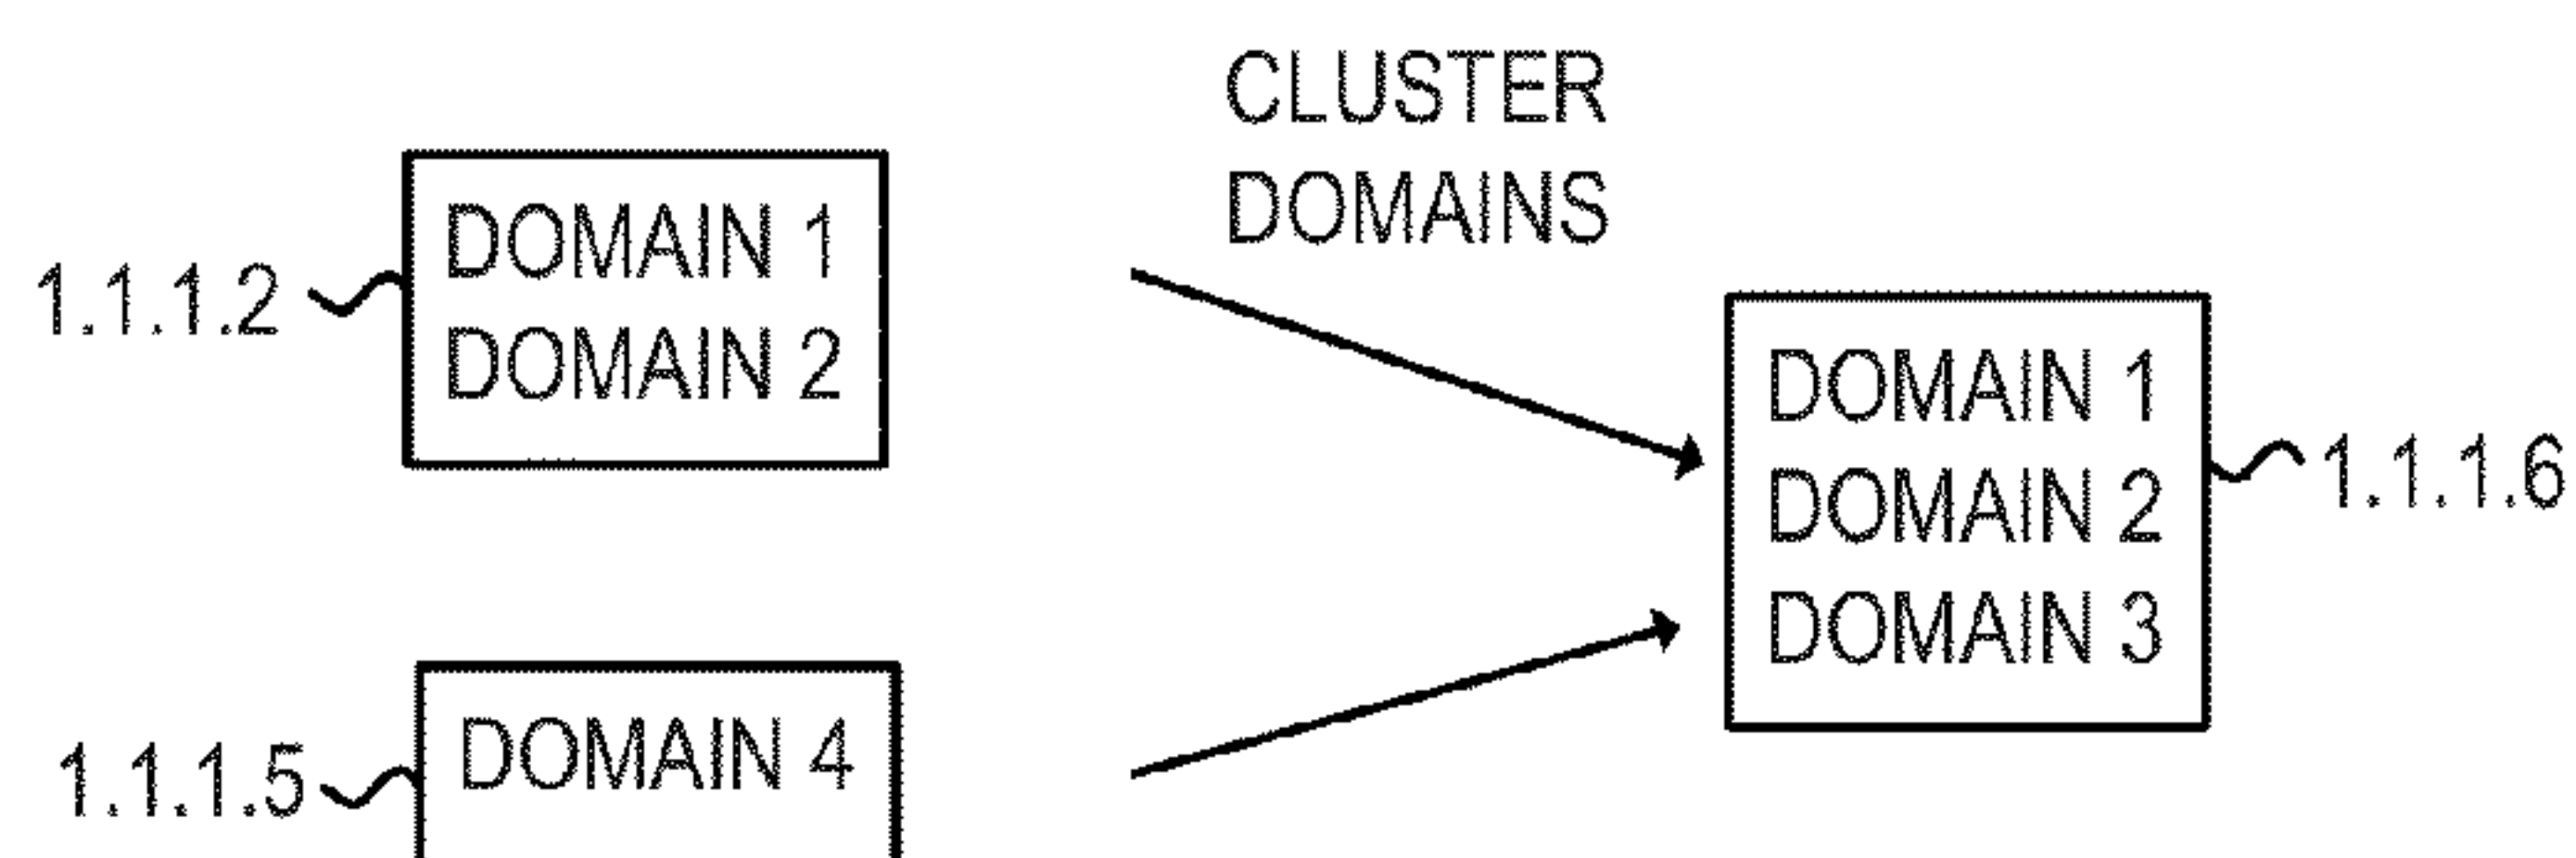 CLUSTER
DOMAINS
1.1.1.2
DOMAIN 1
DOMAIN 2
DOMAIN 1
DOMAIN 2
DOMAIN 3
1.1.1.6
1.1.1.5
DOMAIN 4